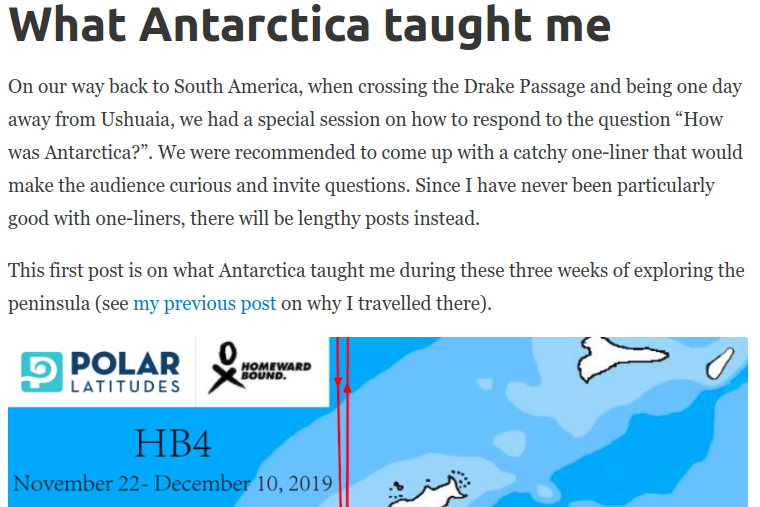 What Antarctica taught me
On our way back to South America, when crossing the Drake Passage and being one day
away from Ushuaia, we had a special session on how to respond to the question “How
was Antarctica?”. We were recommended to come up with a catchy one-liner that would
make the audience curious and invite questions. Since I have never been particularly
good with one-liners, there will be lengthy posts instead.
This first post is on what Antarctica taught me during these three weeks of exploring the
peninsula (see my previous post on why I travelled there).
POLAR
LATITUDES
HOMEWARD
BOUND.
HB4
November 22- December 10, 2019